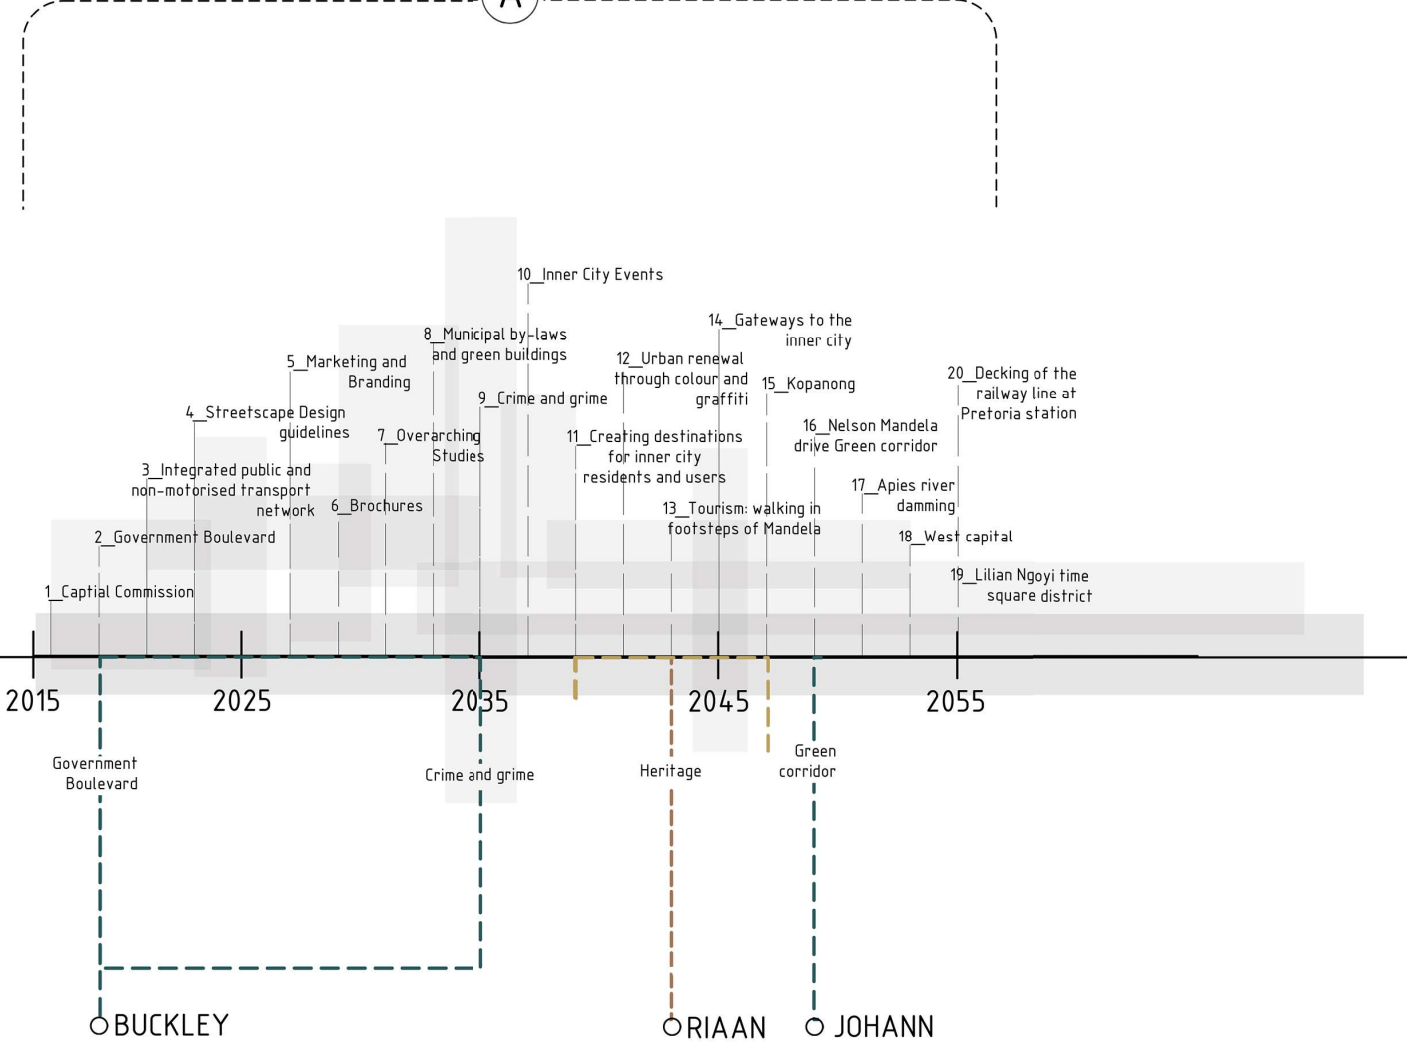 A
10_Inner City Events
14_Gateways to the
inner city
8_Municipal by-laws
and green buildings
12_Urban renewal
through colour and
graffiti
5_Marketing and
Branding
15_Kopanong
20_Decking of the
railway line at
Pretoria station
9_Crime and grime
4_Streetscape Design
guidelines
16_Nelson Mandela
drive Green corridor
7_Overarching
Studies
11_Creating destinations
for inner city
residents and users
3_Integrated public and
non-motorised transport
network
17_Apies river
damming
6_Brochures
13_Tourism: walking in
footsteps of Mandela
2_Government Boulevard
18_West capital
19_Lilian Ngoyi time
square district
1_Captial Commission
2015
2025
2035
2045
2055
Government
Boulevard
Crime and grime
Heritage
Green
corridor
BUCKLEY
RIAAN
JOHANN